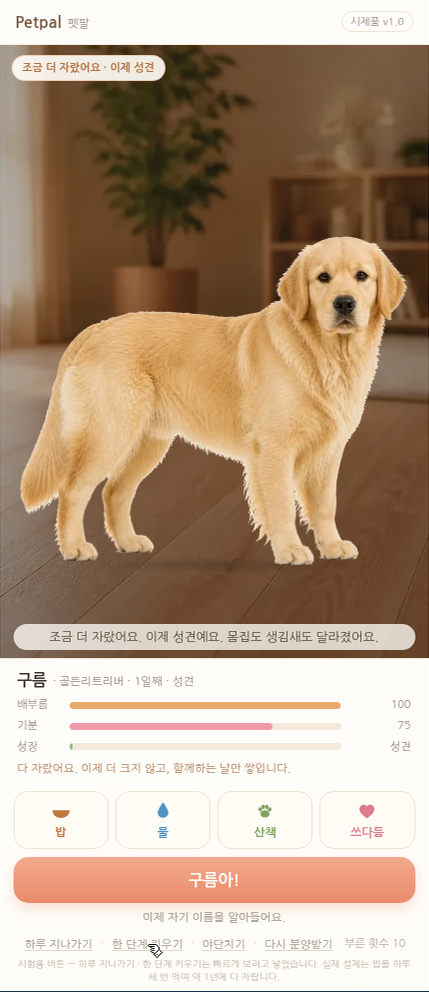 Petpal 펫팔
시제품 v1.0
조금 더 자랐어요 · 이제 성견
조금 더 자랐어요. 이제 성견예요. 몸집도 생김새도 달라졌어요.
구름 · 골든리트리버 · 1일째 · 성견
배부름 100
기분 75
성장 성견
다 자랐어요. 이제 더 크지 않고, 함께하는 날만 쌓입니다.
밥 물 산책 쓰다듬
구름아!
이제 자기 이름을 알아들어요.
하루 지나가기 · 한 단계 키우기 · 야단치기 · 다시 분양받기 부른 횟수 10
시험용 버튼 — 하루 지나가기 · 한 단계 키우기는 빠르게 보려고 넣었습니다. 실제 설계는 밥을 하루
세 번 먹여 약 1년에 다 자랍니다.